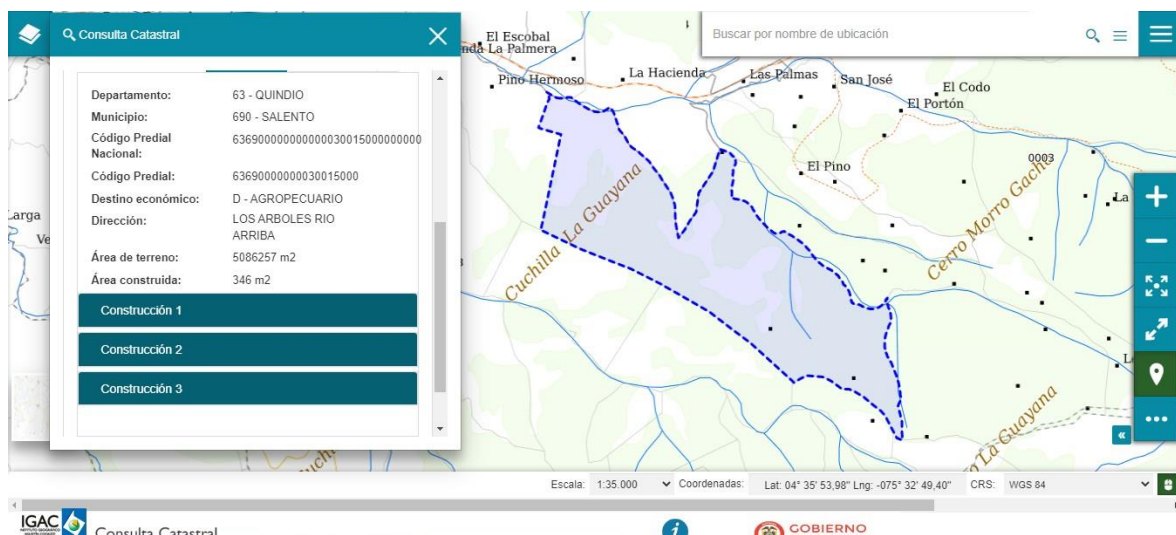 Consulta Catastral
Departamento: 63 - QUINDIO
Municipio: 690 - SALENTO
Código Predial Nacional: 636900000000000030015000000000
Código Predial: 63690000000030015000
Destino económico: D - AGROPECUARIO
Dirección: LOS ARBOLES RIO
ARRIBA
Área de terreno: 5086257 m2
Área construida: 346 m2
Construcción 1
Construcción 2
Construcción 3
Buscar por nombre de ubicación
El Escobal
La Palmera
Pino Hermoso
La Hacienda
Las Palmas
San José
El Codo
El Portón
El Pino
0003
La
Cuchilla La Guayana
Cerro Morro Gacho
La Guayana
Larga
Escala: 1:35.000 Coordenadas: Lat: 04° 35' 53,98" Lng: -075° 32' 49,40" CRS: WGS 84
IGAC
Consulta Catastral
GOBIERNO